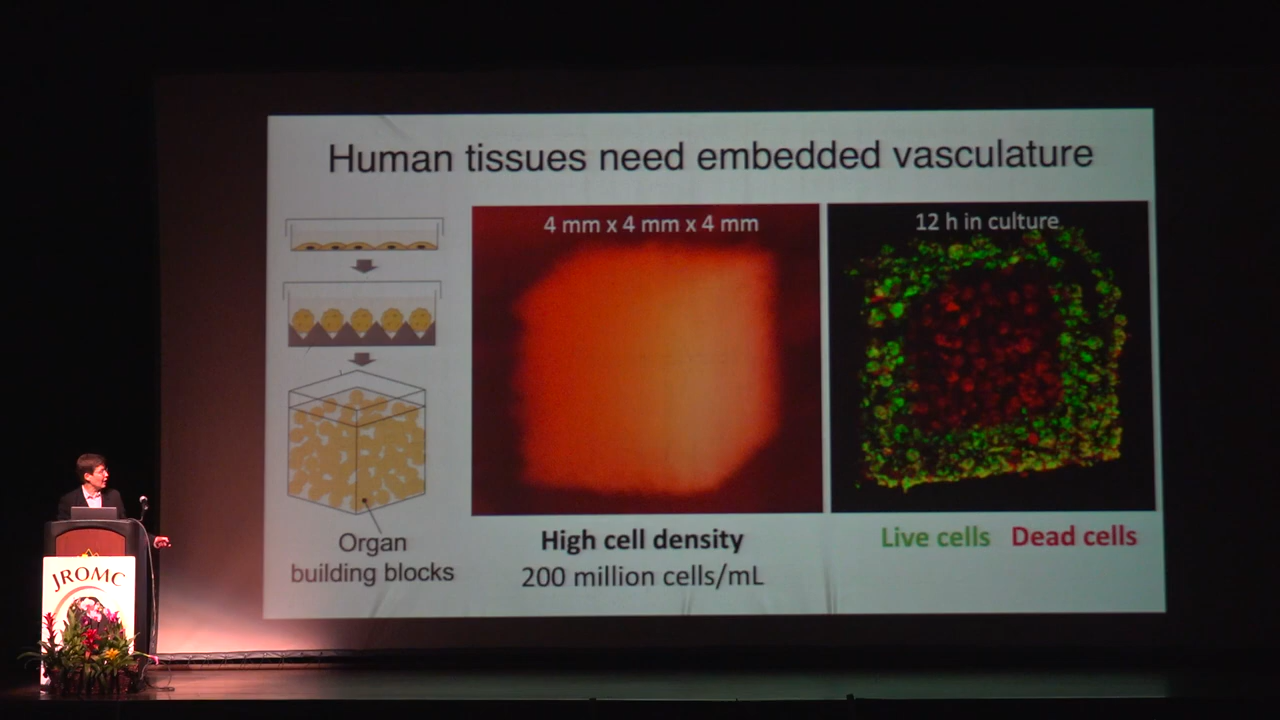 Human tissues need embedded vasculature
4 mm x 4 mm x 4 mm
12 h in culture
Organ
building blocks
High cell density
200 million cells/mL
Live cells Dead cells
JROMC